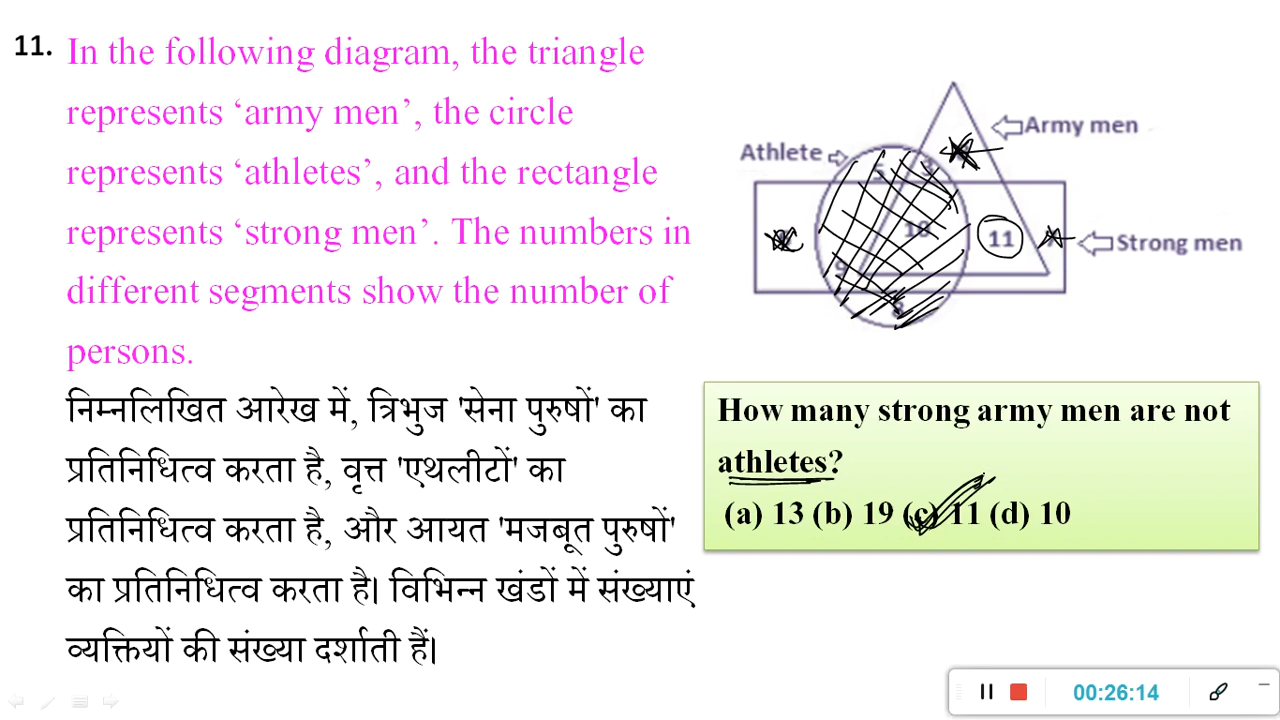 11. In the following diagram, the triangle
represents ‘army men’, the circle
represents ‘athletes’, and the rectangle
represents ‘strong men’. The numbers in
different segments show the number of
persons.
निम्नलिखित आरेख में, त्रिभुज 'सेना पुरुषों' का
प्रतिनिधित्व करता है, वृत्त 'एथलीटों' का
प्रतिनिधित्व करता है, और आयत 'मजबूत पुरुषों'
का प्रतिनिधित्व करता है। विभिन्न खंडों में संख्याएं
व्यक्तियों की संख्या दर्शाती हैं।
Army men
Athlete
11
Strong men
9
How many strong army men are not
athletes?
(a) 13 (b) 19 (c) 11 (d) 10
00:26:14